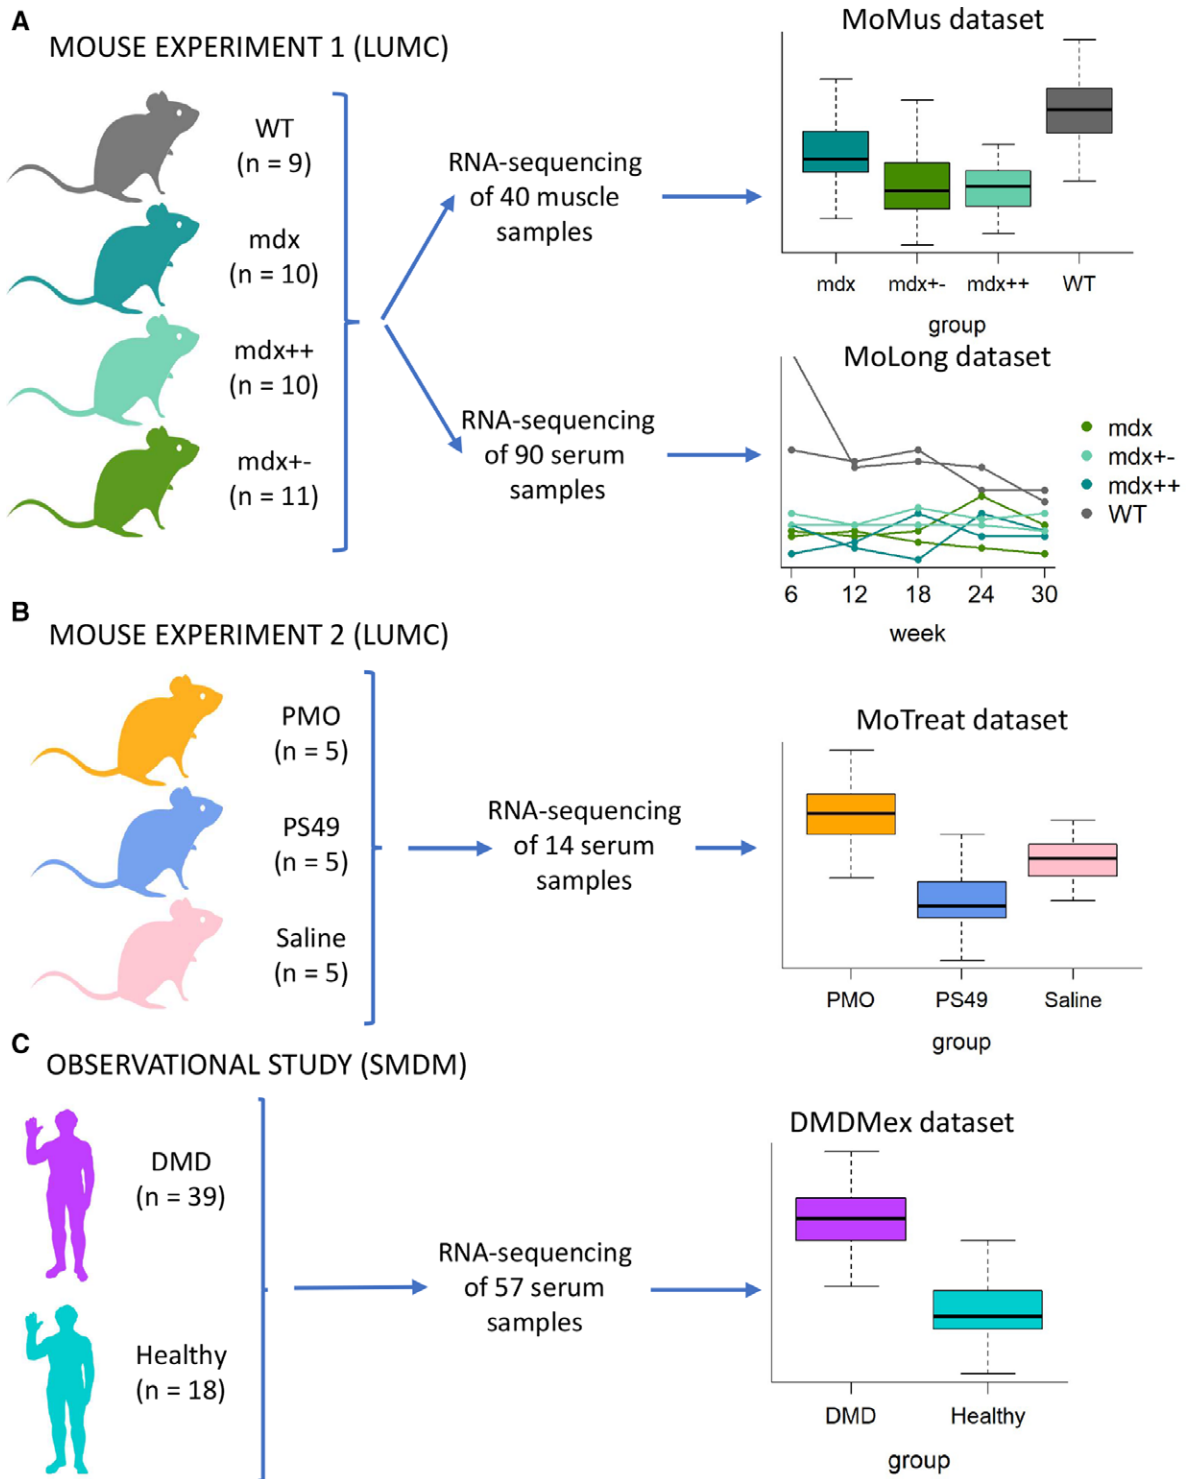 A
MOUSE EXPERIMENT 1 (LUMC)
WT
(n = 9)
mdx
(n = 10)
mdx++
(n = 10)
mdx+-
(n = 11)
RNA-sequencing
of 40 muscle
samples
RNA-sequencing
of 90 serum
samples
MoMus dataset
mdx mdx+- mdx++ WT
group
MoLong dataset
mdx
mdx+-
mdx++
WT
6 12 18 24 30
week
B
MOUSE EXPERIMENT 2 (LUMC)
PMO
(n = 5)
PS49
(n = 5)
Saline
(n = 5)
RNA-sequencing
of 14 serum
samples
MoTreat dataset
PMO PS49 Saline
group
C
OBSERVATIONAL STUDY (SMDM)
DMD
(n = 39)
Healthy
(n = 18)
RNA-sequencing
of 57 serum
samples
DMDMex dataset
DMD Healthy
group